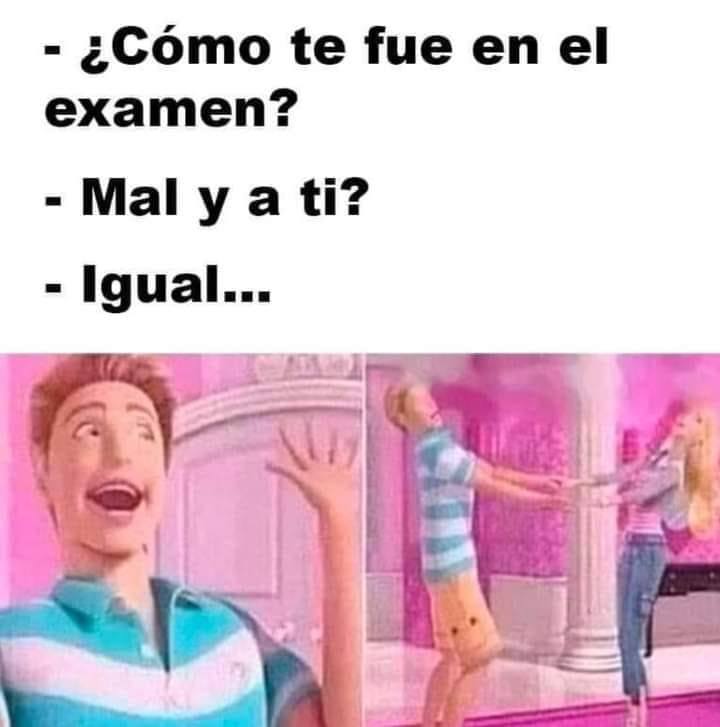 - ¿Cómo te fue en el
examen?
- Mal y a ti?
- Igual...